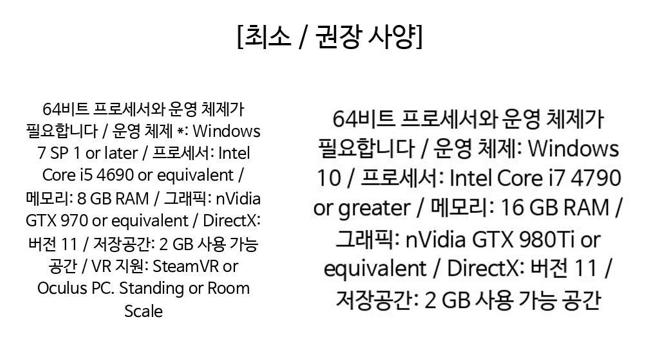 [최소 / 권장 사양]
64비트 프로세서와 운영 체제가
필요합니다 / 운영 체제 *: Windows
7 SP 1 or later / 프로세서: Intel
Core i5 4690 or equivalent /
메모리: 8 GB RAM / 그래픽: nVidia
GTX 970 or equivalent / DirectX:
버전 11 / 저장공간: 2 GB 사용 가능
공간 / VR 지원: SteamVR or
Oculus PC. Standing or Room
Scale
64비트 프로세서와 운영 체제가
필요합니다 / 운영 체제: Windows
10 / 프로세서: Intel Core i7 4790
or greater / 메모리: 16 GB RAM /
그래픽: nVidia GTX 980Ti or
equivalent / DirectX: 버전 11 /
저장공간: 2 GB 사용 가능 공간